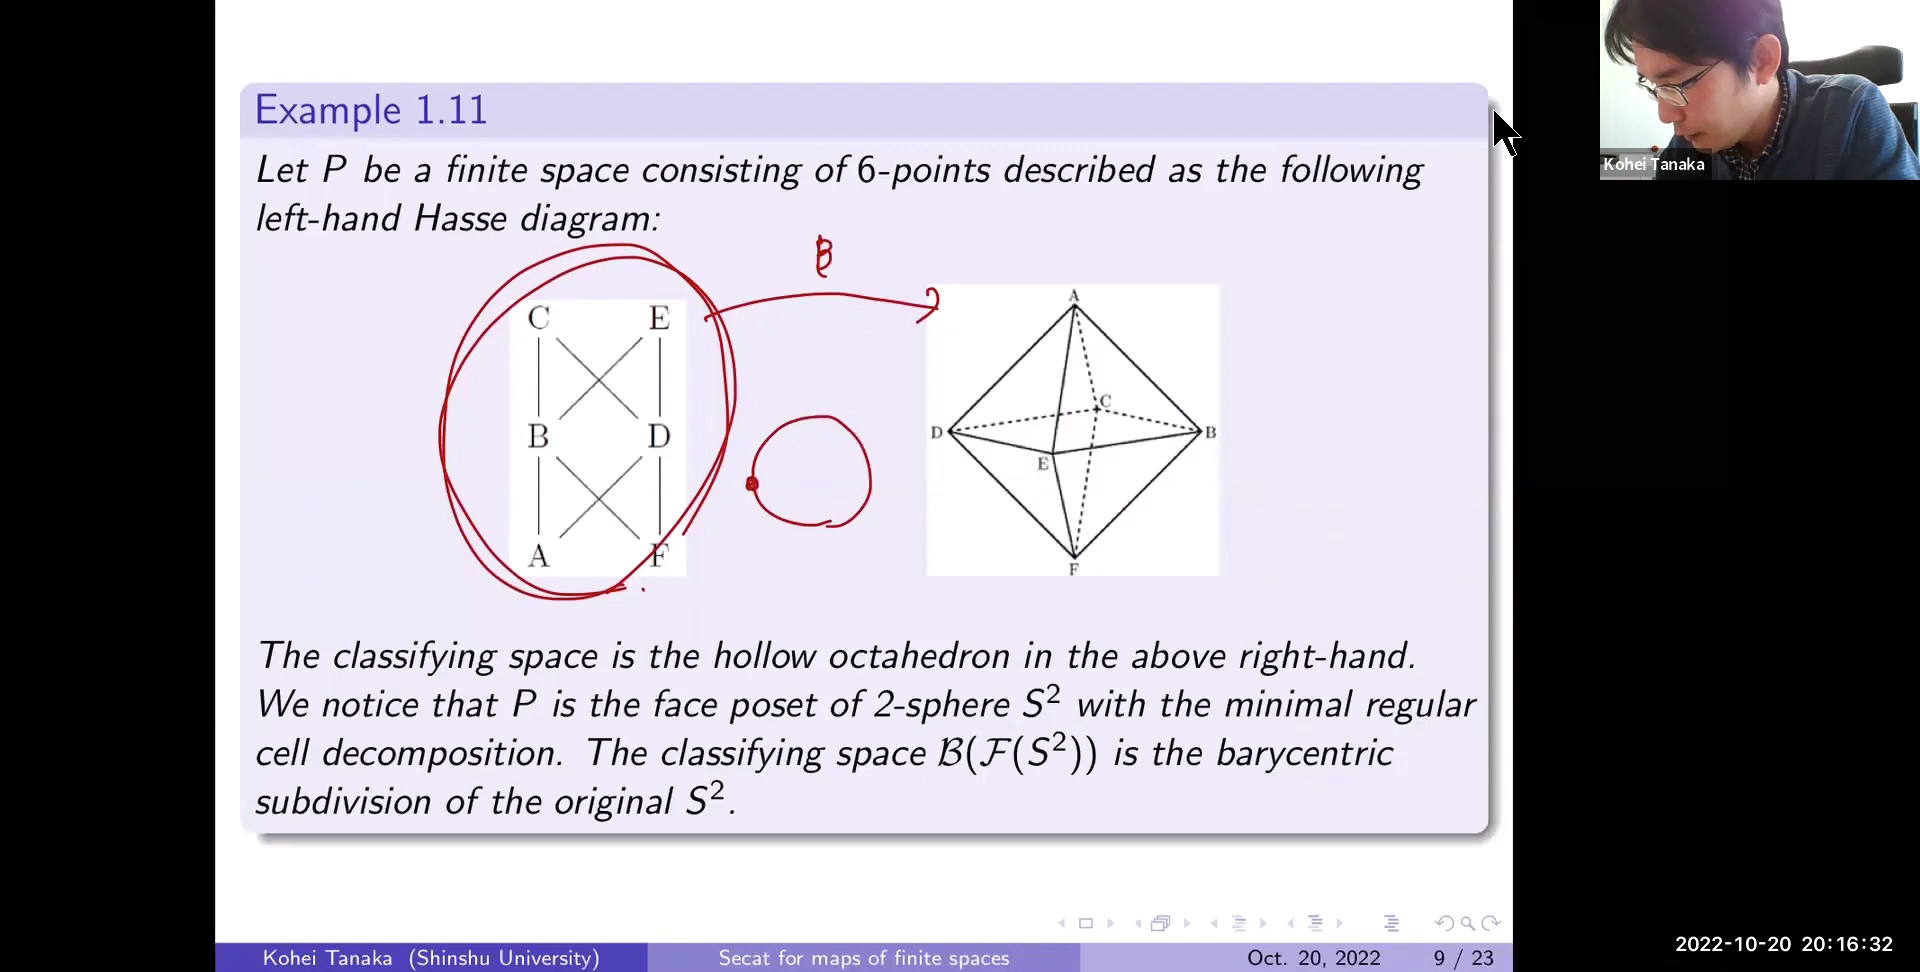 Example 1.11
Let P be a finite space consisting of 6-points described as the following
left-hand Hasse diagram:
B
C E
B D
A F
A
C
D B
E
F
The classifying space is the hollow octahedron in the above right-hand.
We notice that P is the face poset of 2-sphere S² with the minimal regular
cell decomposition. The classifying space ℬ(ℱ(S²)) is the barycentric
subdivision of the original S².
Kohei Tanaka (Shinshu University) Secat for maps of finite spaces Oct. 20, 2022 9 / 23
Kohei Tanaka
2022-10-20 20:16:32